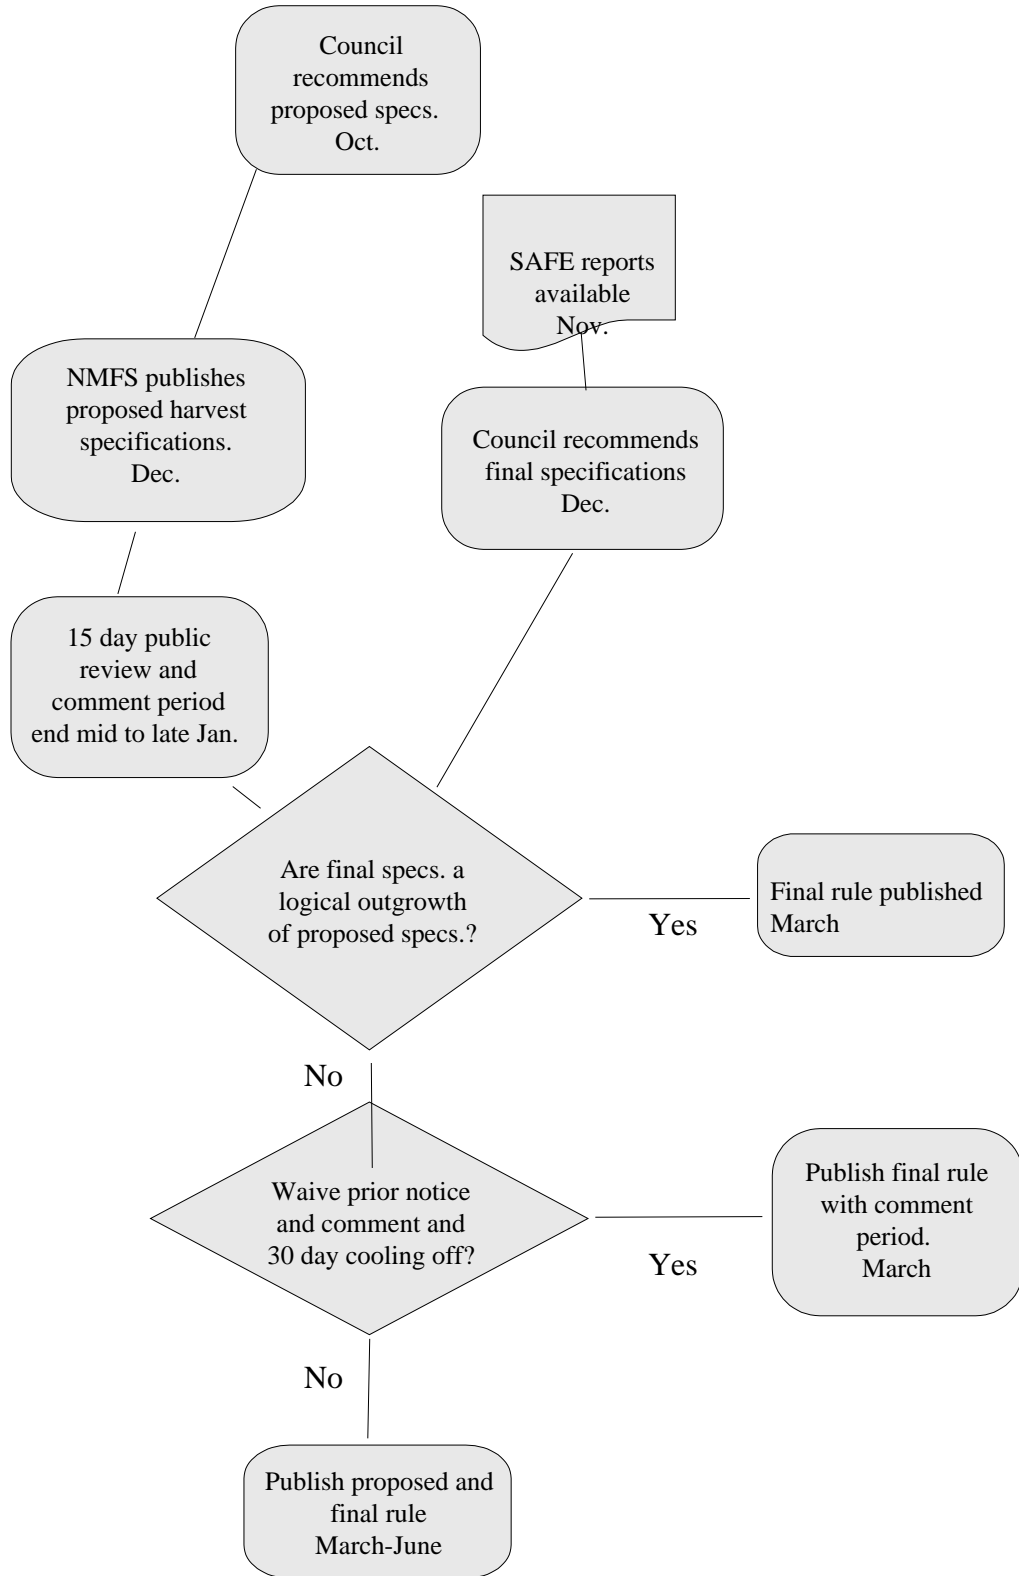 Council
recommends
proposed specs.
Oct.
SAFE reports
available
Nov.
NMFS publishes
proposed harvest
specifications.
Dec.
Council recommends
final specifications
Dec.
15 day public
review and
comment period
end mid to late Jan.
Are final specs. a
logical outgrowth
of proposed specs.?
Yes
Final rule published
March
No
Waive prior notice
and comment and
30 day cooling off?
Yes
Publish final rule
with comment
period.
March
No
Publish proposed and
final rule
March-June